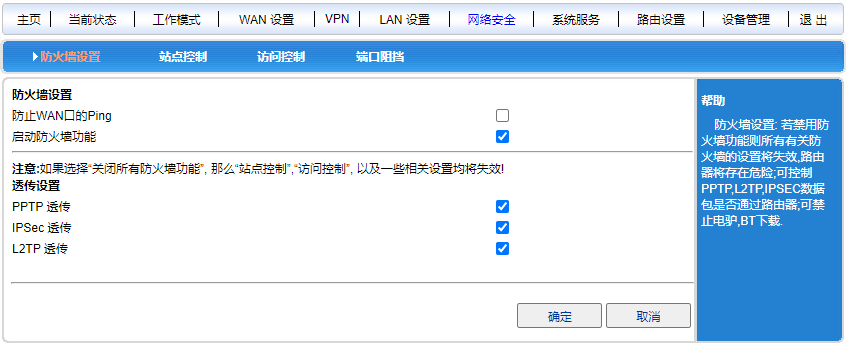 主页 当前状态 工作模式 WAN 设置 VPN LAN 设置 网络安全 系统服务 路由设置 设备管理 退 出
防火墙设置 站点控制 访问控制 端口阻挡
防火墙设置
防止WAN口的Ping
启动防火墙功能
注意:如果选择“关闭所有防火墙功能”, 那么“站点控制”,“访问控制”, 以及一些相关设置均将失效!
透传设置
PPTP 透传
IPSec 透传
L2TP 透传
确定 取消
帮助
防火墙设置: 若禁用防
火墙功能则所有有关防
火墙的设置将失效,路由
器将存在危险;可控制
PPTP,L2TP,IPSEC数据
包是否通过路由器;可禁
止电驴,BT下载.